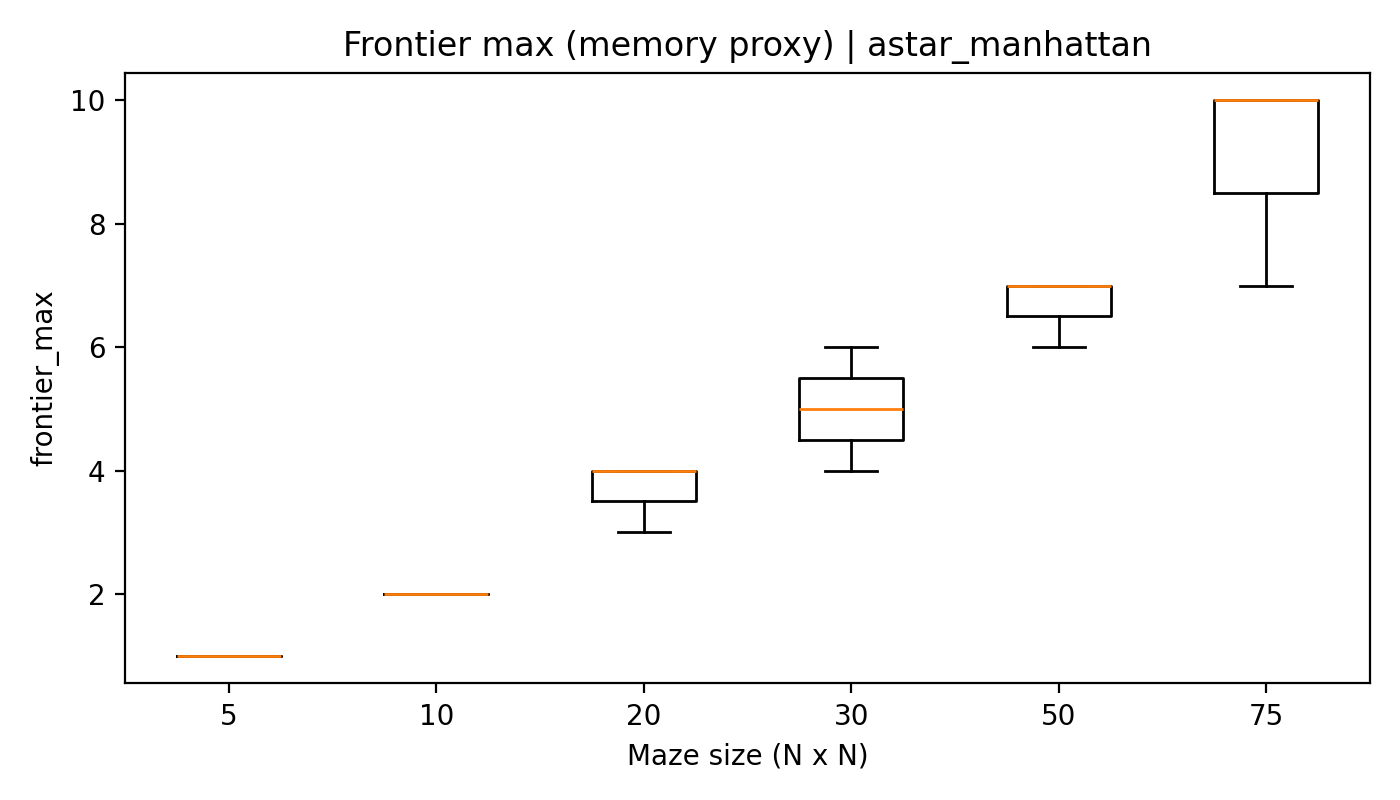 Frontier max (memory proxy) | astar_manhattan
frontier_max
10
8
6
4
2
5 10 20 30 50 75
Maze size (N x N)